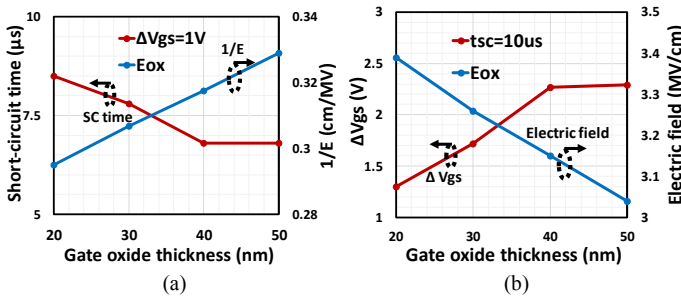 ΔVgs=1V
Eox
1/E
SC time
Short-circuit time (µs)
10
7.5
5
1/E (cm/MV)
0.34
0.32
0.3
0.28
20 30 40 50
Gate oxide thickness (nm)
(a)
tsc=10us
Eox
Electric field
Δ Vgs
ΔVgs (V)
3
2.5
2
1.5
1
Electric field (MV/cm)
3.5
3.4
3.3
3.2
3.1
3
20 30 40 50
Gate oxide thickness (nm)
(b)